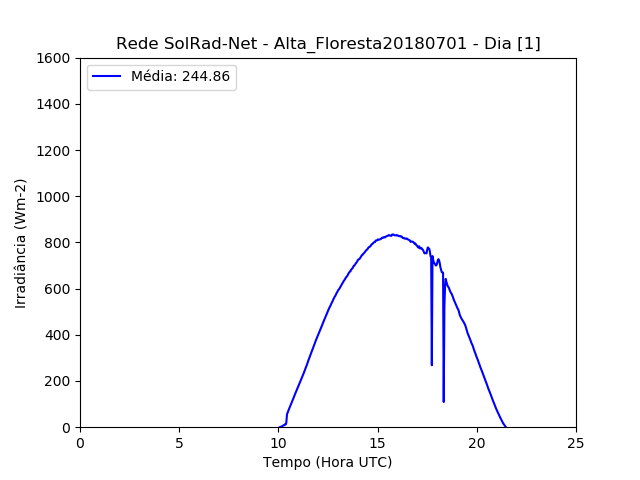 Rede SolRad-Net - Alta_Floresta20180701 - Dia [1]
Média: 244.86
1600
1400
1200
1000
800
600
400
200
0
Irradiância (Wm-2)
0 5 10 15 20 25
Tempo (Hora UTC)